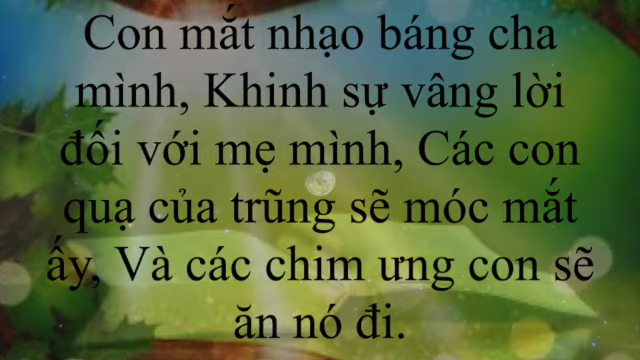 Con mắt nhạo báng cha
mình, Khinh sự vâng lời
đối với mẹ mình, Các con
quạ của trũng sẽ móc mắt
ấy, Và các chim ưng con sẽ
ăn nó đi.